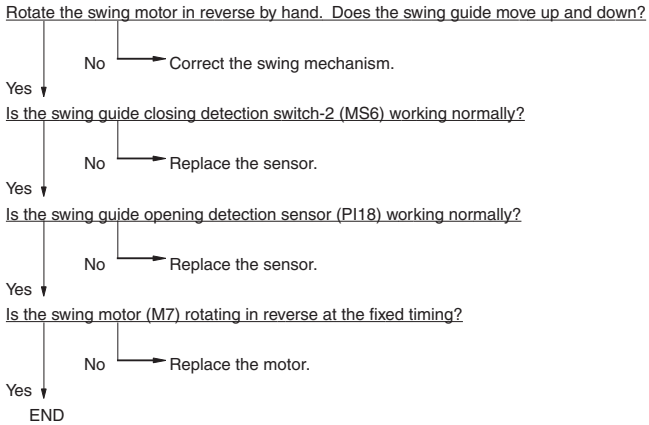 Rotate the swing motor in reverse by hand. Does the swing guide move up and down?
No Correct the swing mechanism.
Yes
Is the swing guide closing detection switch-2 (MS6) working normally?
No Replace the sensor.
Yes
Is the swing guide opening detection sensor (PI18) working normally?
No Replace the sensor.
Yes
Is the swing motor (M7) rotating in reverse at the fixed timing?
No Replace the motor.
Yes
END